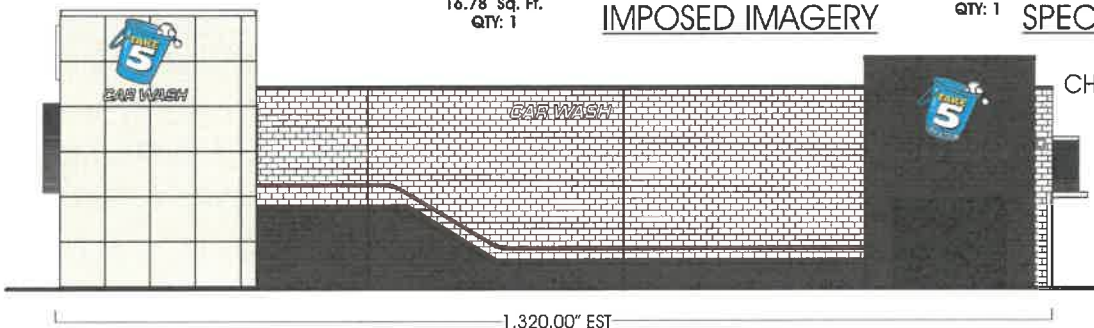 16.78 Sq. Ft.
QTY: 1
IMPOSED IMAGERY
QTY: 1
SPEC
CH
TAKE
5
CAR WASH
CAR WASH
TAKE
5
1,320.00" EST